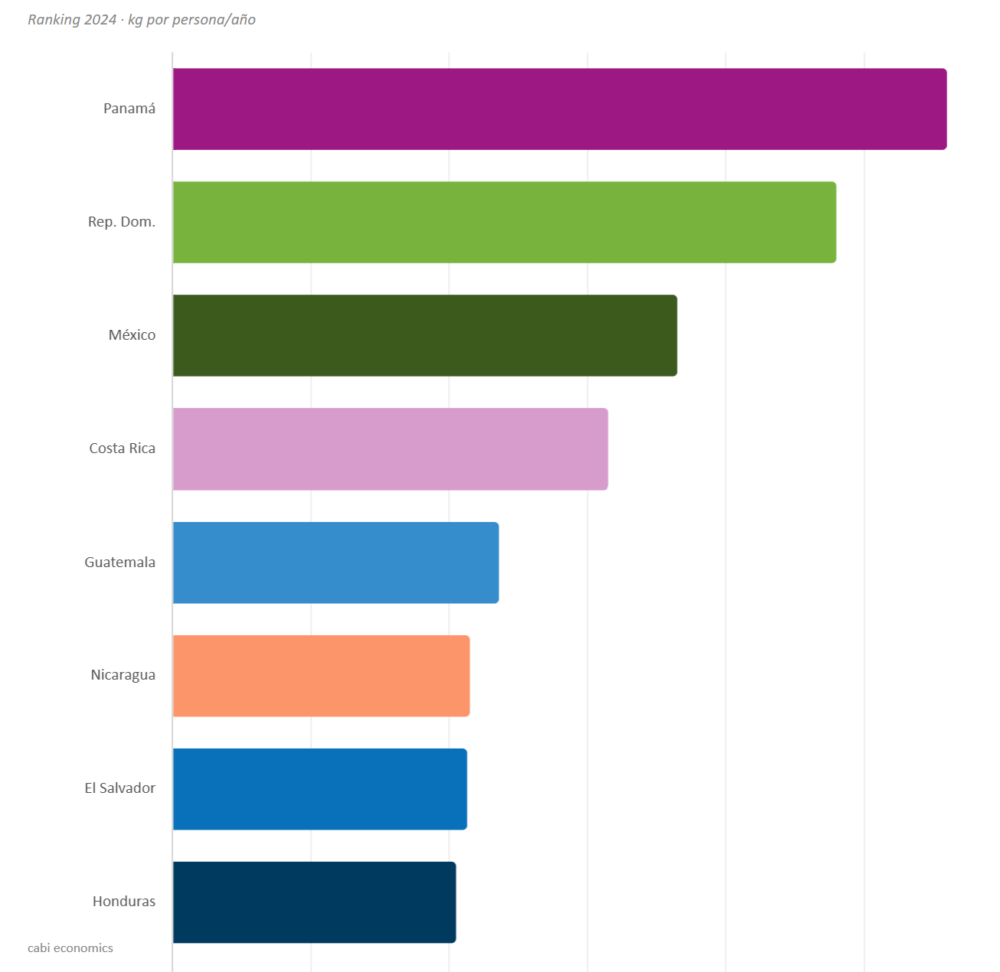 Ranking 2024 · kg por persona/año
Panamá
Rep. Dom.
México
Costa Rica
Guatemala
Nicaragua
El Salvador
Honduras
cabi economics